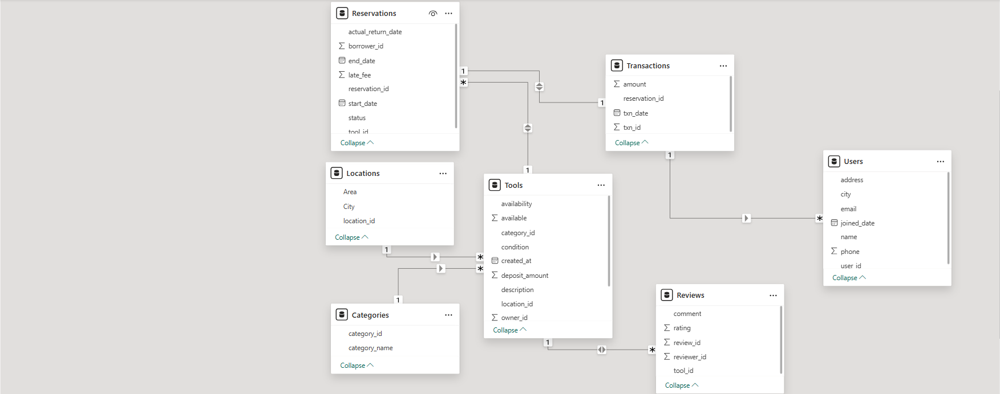 Reservations
actual_return_date
borrower_id
end_date
late_fee
reservation_id
start_date
status
tool_id
Collapse
1
*
1
1
Transactions
amount
reservation_id
txn_date
txn_id
Collapse
1
*
Users
address
city
email
joined_date
name
phone
user_id
Collapse
Locations
Area
City
location_id
Collapse
1
*
*
1
Categories
category_id
category_name
Collapse
Tools
availability
available
category_id
condition
created_at
deposit_amount
description
location_id
owner_id
Collapse
1
*
Reviews
comment
rating
review_id
reviewer_id
tool_id
Collapse